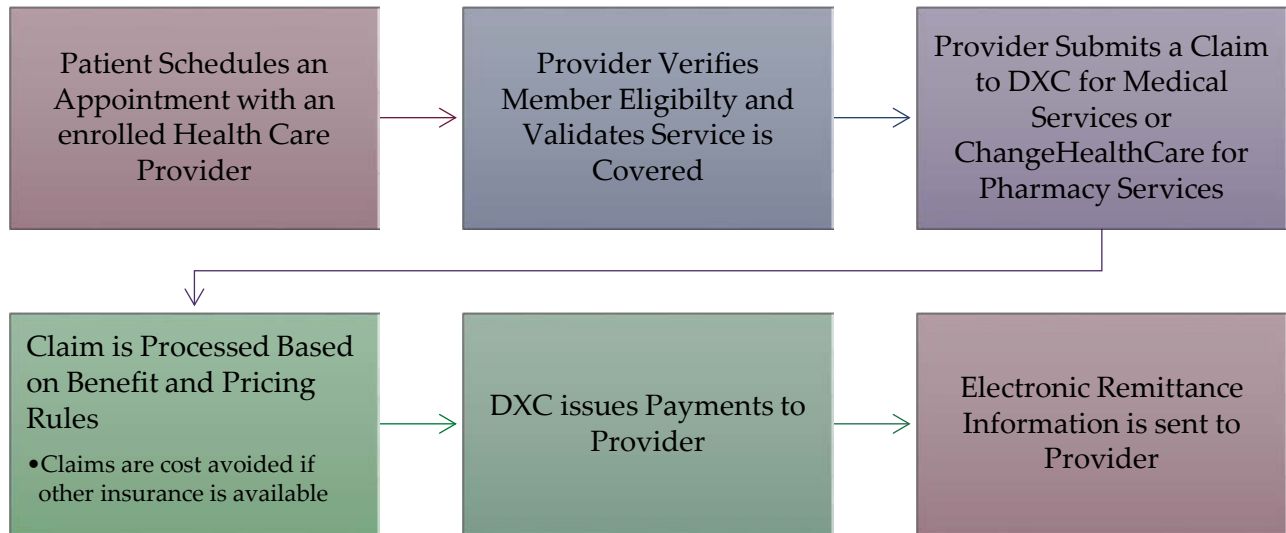 Patient Schedules an
Appointment with an
enrolled Health Care
Provider
Provider Verifies
Member Eligibilty and
Validates Service is
Covered
Provider Submits a Claim
to DXC for Medical
Services or
ChangeHealthCare for
Pharmacy Services
Claim is Processed Based
on Benefit and Pricing
Rules
•Claims are cost avoided if
other insurance is available
DXC issues Payments to
Provider
Electronic Remittance
Information is sent to
Provider